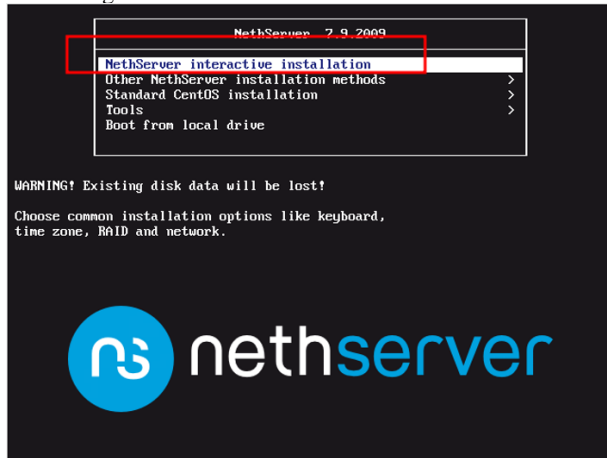 NethServer 7.9.2009
NethServer interactive installation
Other NethServer installation methods >
Standard CentOS installation >
Tools >
Boot from local drive
WARNING! Existing disk data will be lost!
Choose common installation options like keyboard,
time zone, RAID and network.
ns nethserver